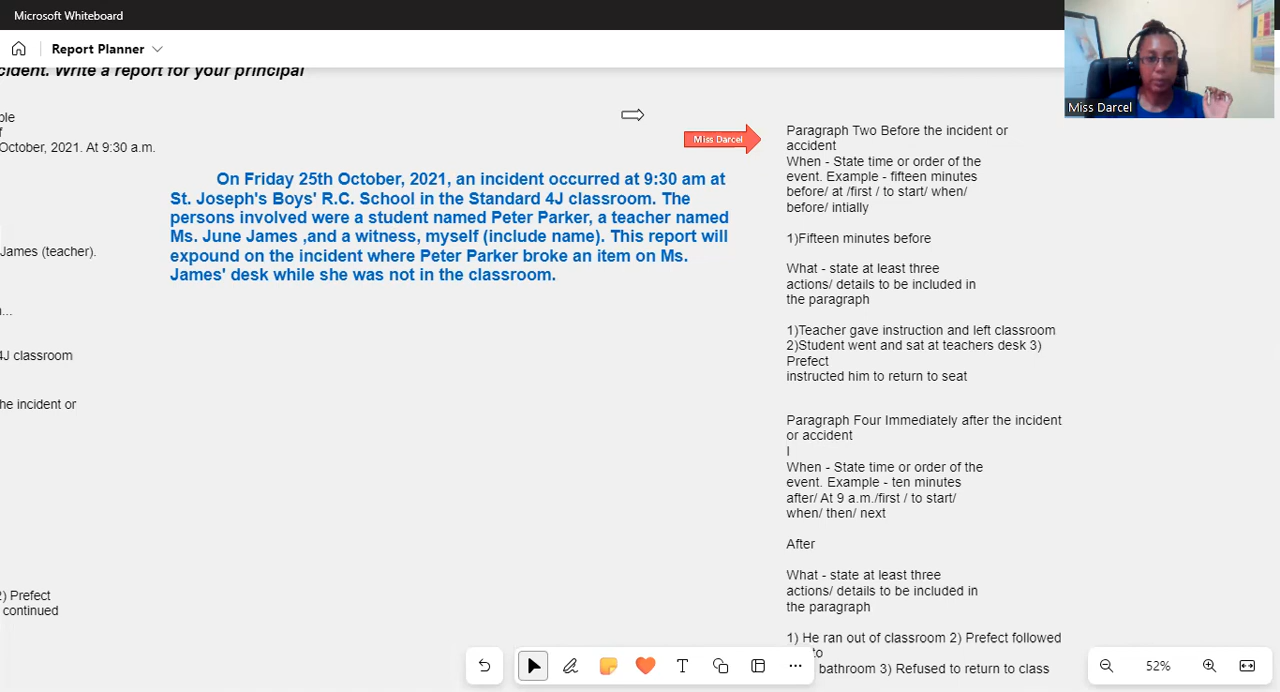 Microsoft Whiteboard
Report Planner
cident. Write a report for your principal
ple
f
October, 2021. At 9:30 a.m.
James (teacher).
...
4J classroom
he incident or
) Prefect
continued
On Friday 25th October, 2021, an incident occurred at 9:30 am at
St. Joseph's Boys' R.C. School in the Standard 4J classroom. The
persons involved were a student named Peter Parker, a teacher named
Ms. June James ,and a witness, myself (include name). This report will
expound on the incident where Peter Parker broke an item on Ms.
James' desk while she was not in the classroom.
Miss Darcel
Paragraph Two Before the incident or
accident
When - State time or order of the
event. Example - fifteen minutes
before/ at /first / to start/ when/
before/ intially
1)Fifteen minutes before
What - state at least three
actions/ details to be included in
the paragraph
1)Teacher gave instruction and left classroom
2)Student went and sat at teachers desk 3)
Prefect
instructed him to return to seat
Paragraph Four Immediately after the incident
or accident
I
When - State time or order of the
event. Example - ten minutes
after/ At 9 a.m./first / to start/
when/ then/ next
After
What - state at least three
actions/ details to be included in
the paragraph
1) He ran out of classroom 2) Prefect followed
to
bathroom 3) Refused to return to class
Miss Darcel
52%